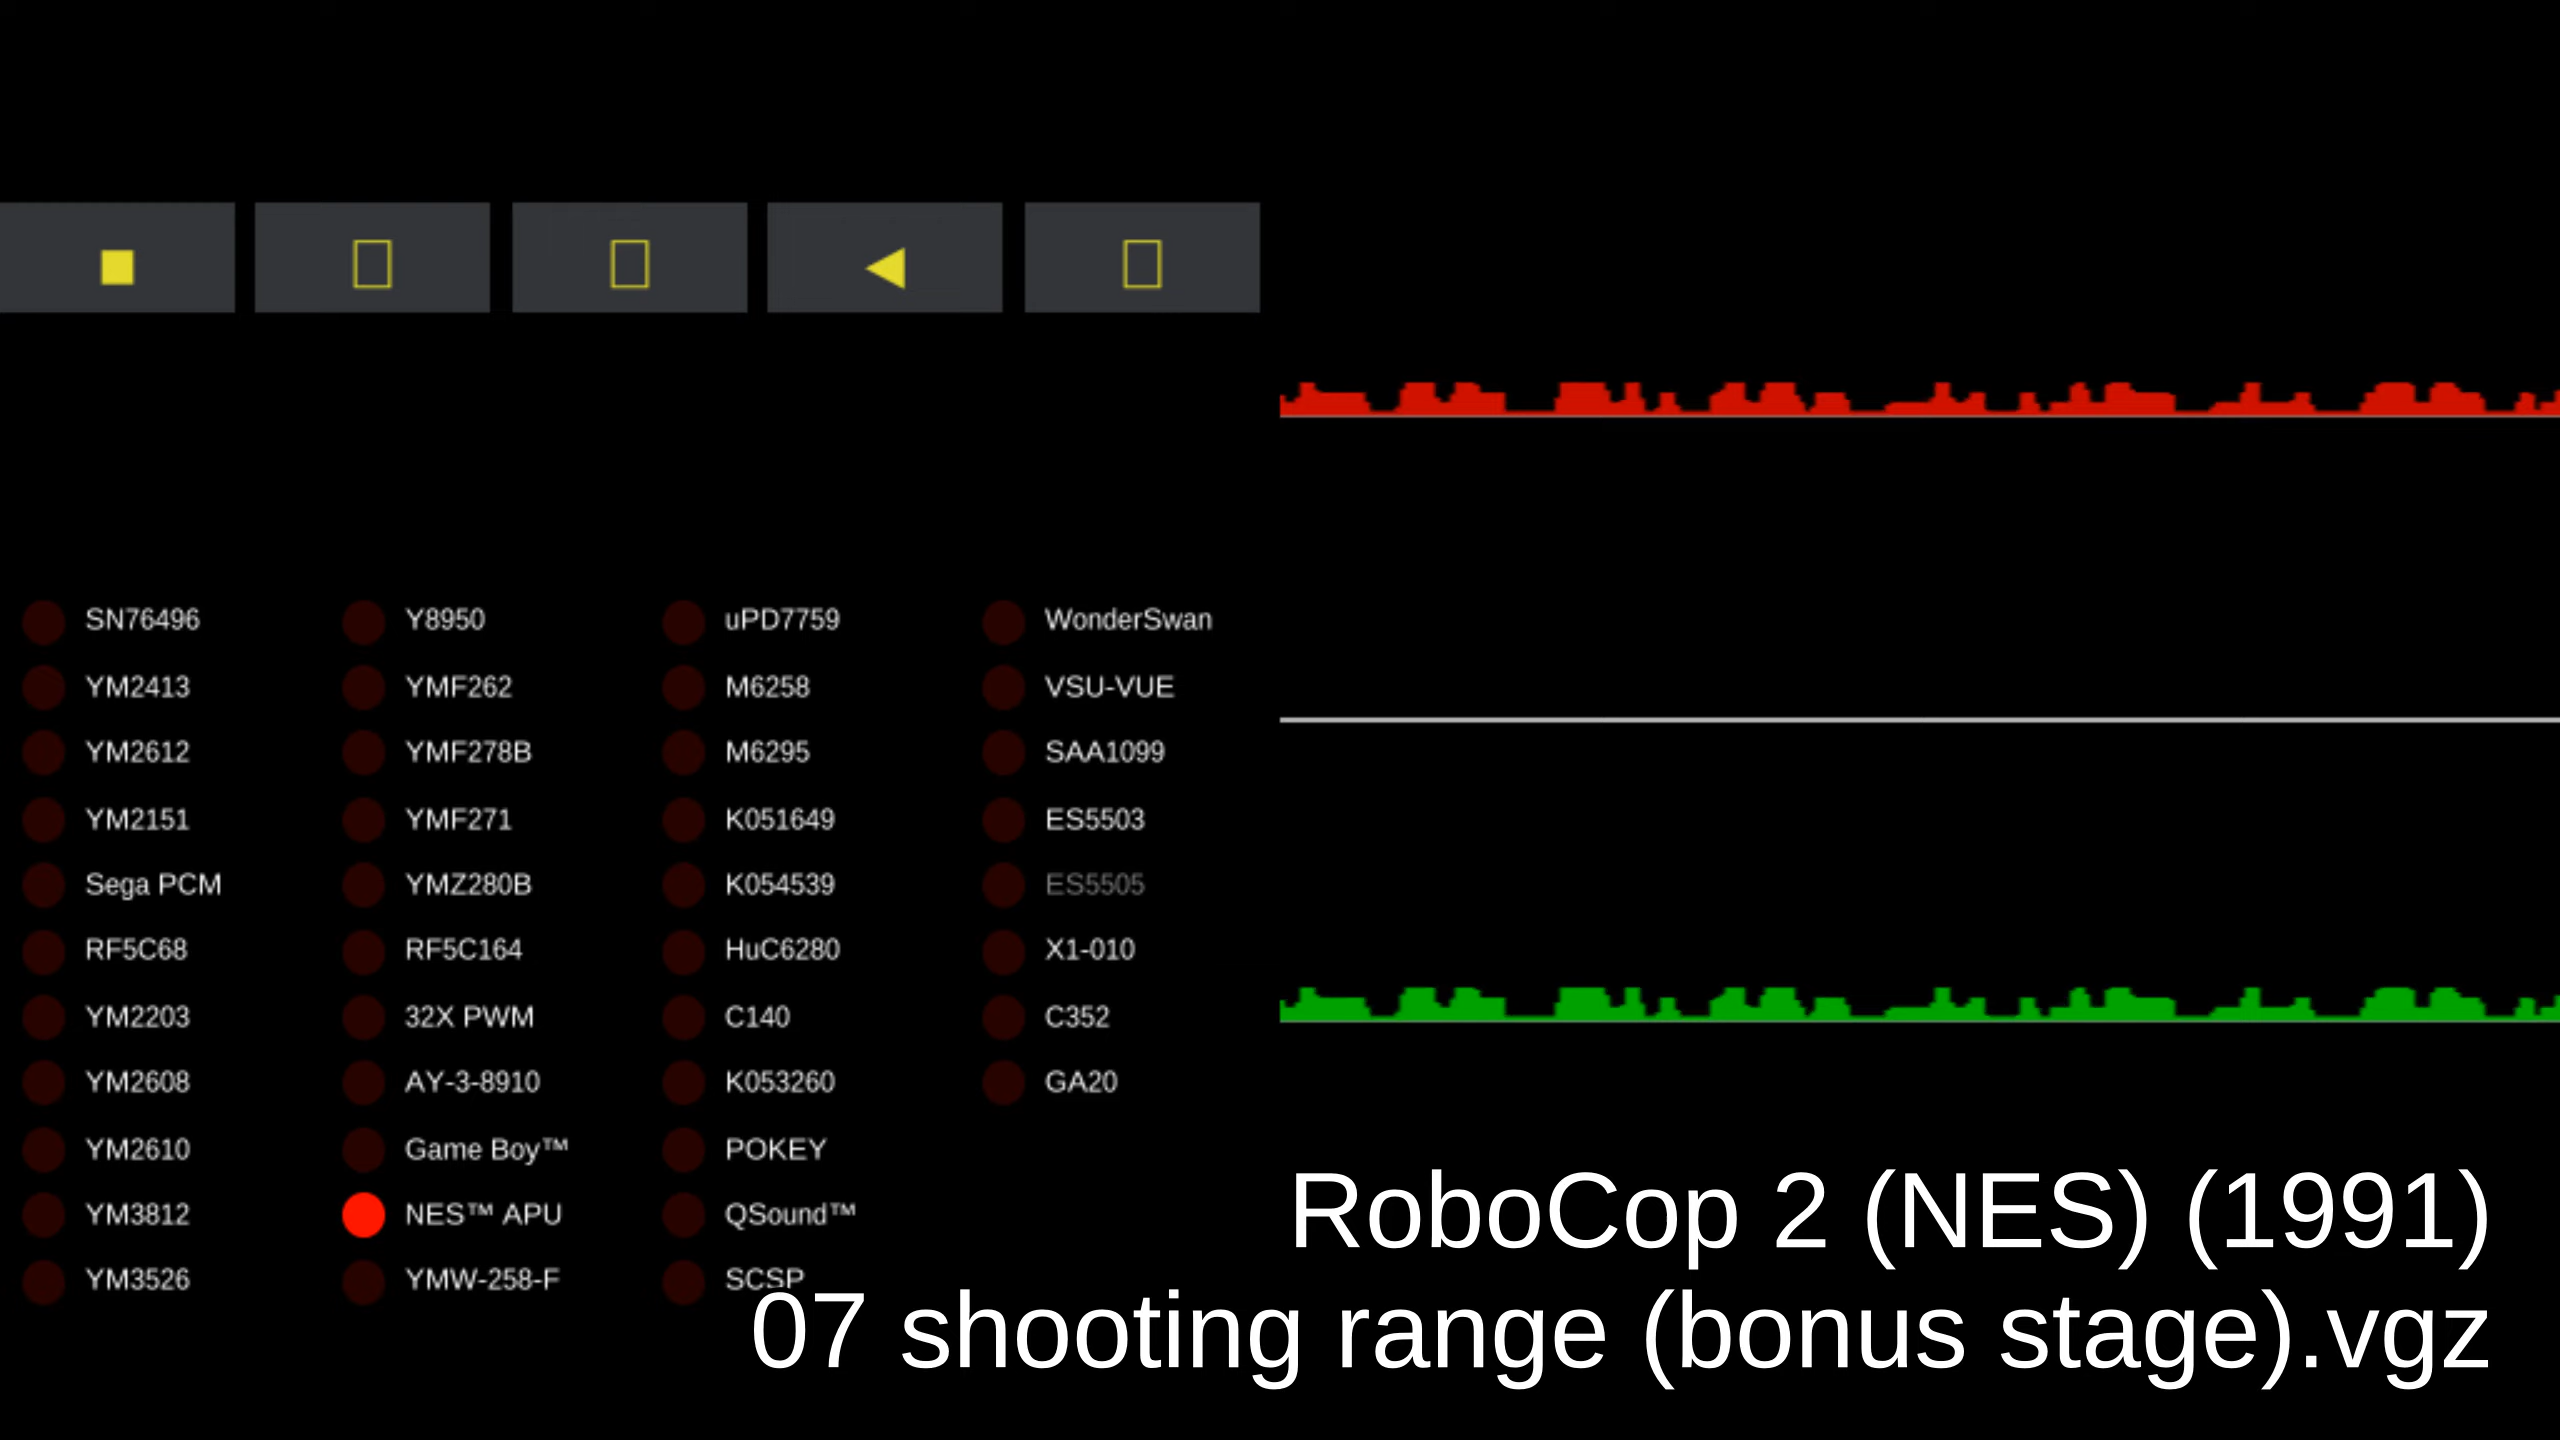 SN76496
YM2413
YM2612
YM2151
Sega PCM
RF5C68
YM2203
YM2608
YM2610
YM3812
YM3526
Y8950
YMF262
YMF278B
YMF271
YMZ280B
RF5C164
32X PWM
AY-3-8910
Game Boy™
NES™ APU
YMW-258-F
uPD7759
M6258
M6295
K051649
K054539
HuC6280
C140
K053260
POKEY
QSound™
SCSP
WonderSwan
VSU-VUE
SAA1099
ES5503
ES5505
X1-010
C352
GA20
RoboCop 2 (NES) (1991)
07 shooting range (bonus stage).vgz